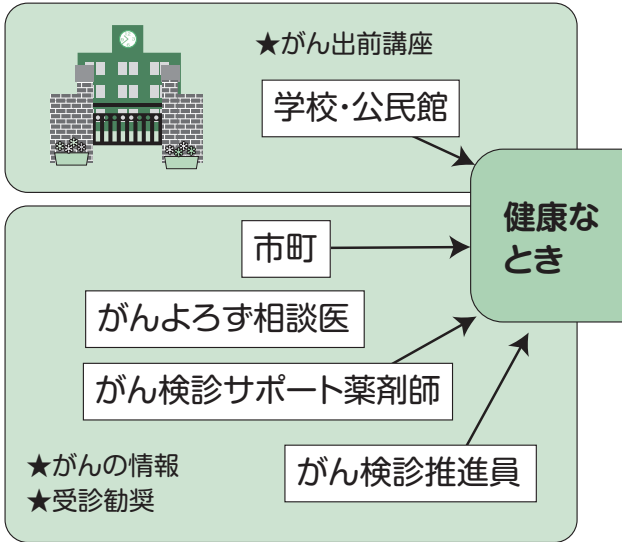 ★がん出前講座
学校・公民館
健康な
とき
市町
がんよろず相談医
がん検診サポート薬剤師
がん検診推進員
★がんの情報
★受診勧奨